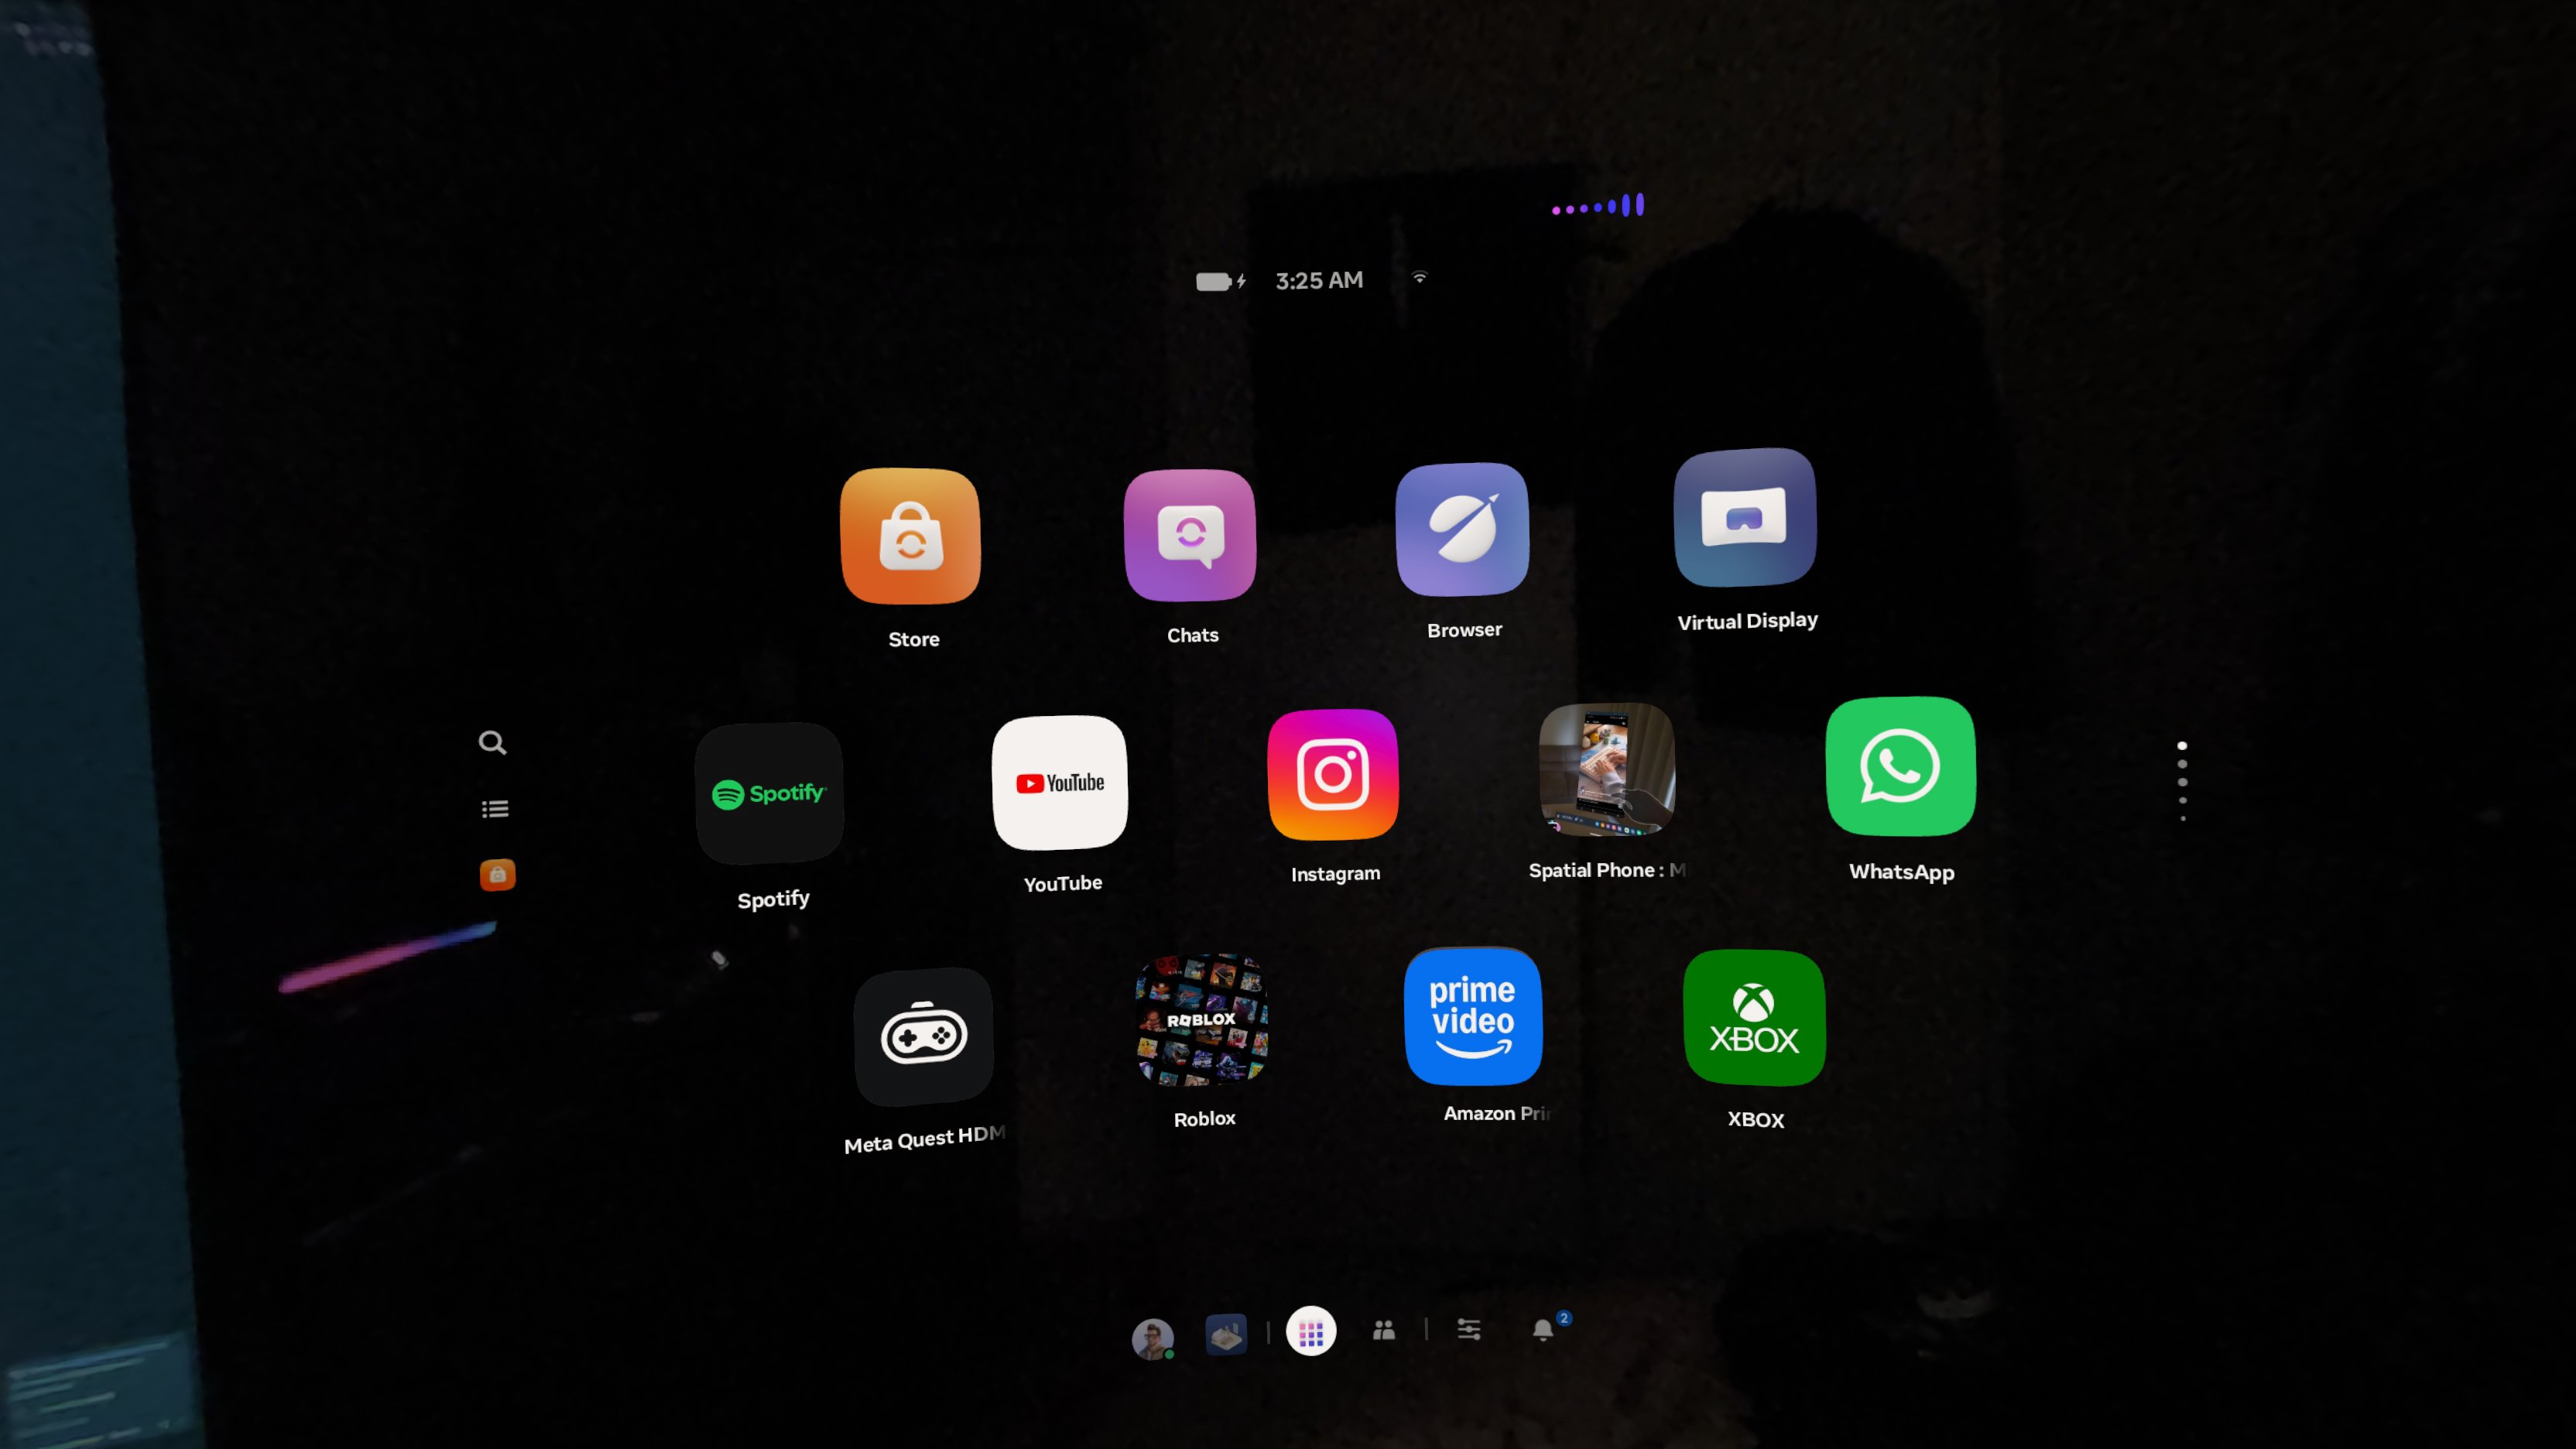 3:25 AM
Store
Chats
Browser
Virtual Display
Spotify
YouTube
Spotify
YouTube
Instagram
Spatial Phone : M
WhatsApp
ROBLOX
prime
video
XBOX
Meta Quest HDM
Roblox
Amazon Pri
XBOX
2